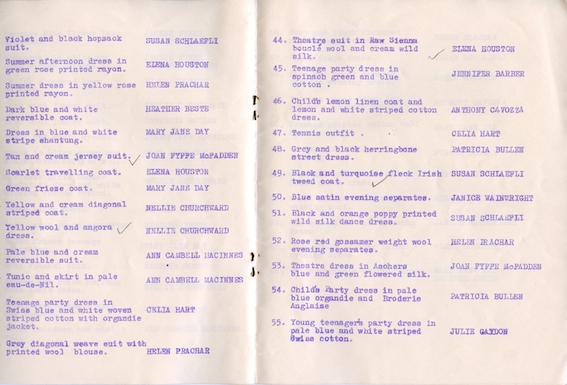 Violet and black hopsack SUSAN SCHLAEFLI
suit.
Summer afternoon dress in ELENA HOUSTON
green rose printed rayon.
Summer dress in yellow rose HELEN PRACHAR
printed rayon.
Dark blue and white HEATHER BESTE
reversible coat.
Dress in blue and white MARY JANE DAY
stripe shantung.
Tan and cream jersey suit. JOAN FYFFE McFADDEN
Scarlet travelling coat. ELENA HOUSTON
Green frieze coat. MARY JANE DAY
Yellow and cream diagonal NELLIE CHURCHWARD
striped coat.
Yellow wool and angora NELLIE CHURCHWARD
dress.
Pale blue and cream ANN CAMBELL MACINNES
reversible suit.
Tunic and skirt in pale ANN CAMBELL MACINNES
eau-de-Nil.
Teenage party dress in
Swiss blue and white woven CELIA HART
striped cotton with organdie
jacket.
Grey diagonal weave suit with
printed wool blouse. HELEN PRACHAR
44. Theatre suit in Raw Sienna
boucle wool and cream wild ELENA HOUSTON
silk.
45. Teenage party dress in
spinach green and blue JENNIFER BARBER
cotton .
46. Child's lemon linen coat and
lemon and white striped cotton ANTHONY CAVOZZA
dress.
47. Tennis outfit . CELIA HART
48. Grey and black herringbone PATRICIA BULLEN
street dress.
49. Black and turquoise fleck Irish SUSAN SCHLAEFLI
tweed coat.
50. Blue satin evening separates. JANICE WAINWRIGHT
51. Black and orange poppy printed SUSAN SCHLAEFLI
wild silk dance dress.
52. Rose red gossamer weight wool HELEN PRACHAR
evening separates.
53. Theatre dress in Aschers JOAN FYFFE McFADDEN
blue and green flowered silk.
54. Child's Party dress in pale
blue organdie and Broderie PATRICIA BULLEN
Anglaise
55. Young teenager's party dress in
pale blue and white striped JULIE GAYDON
Swiss cotton.